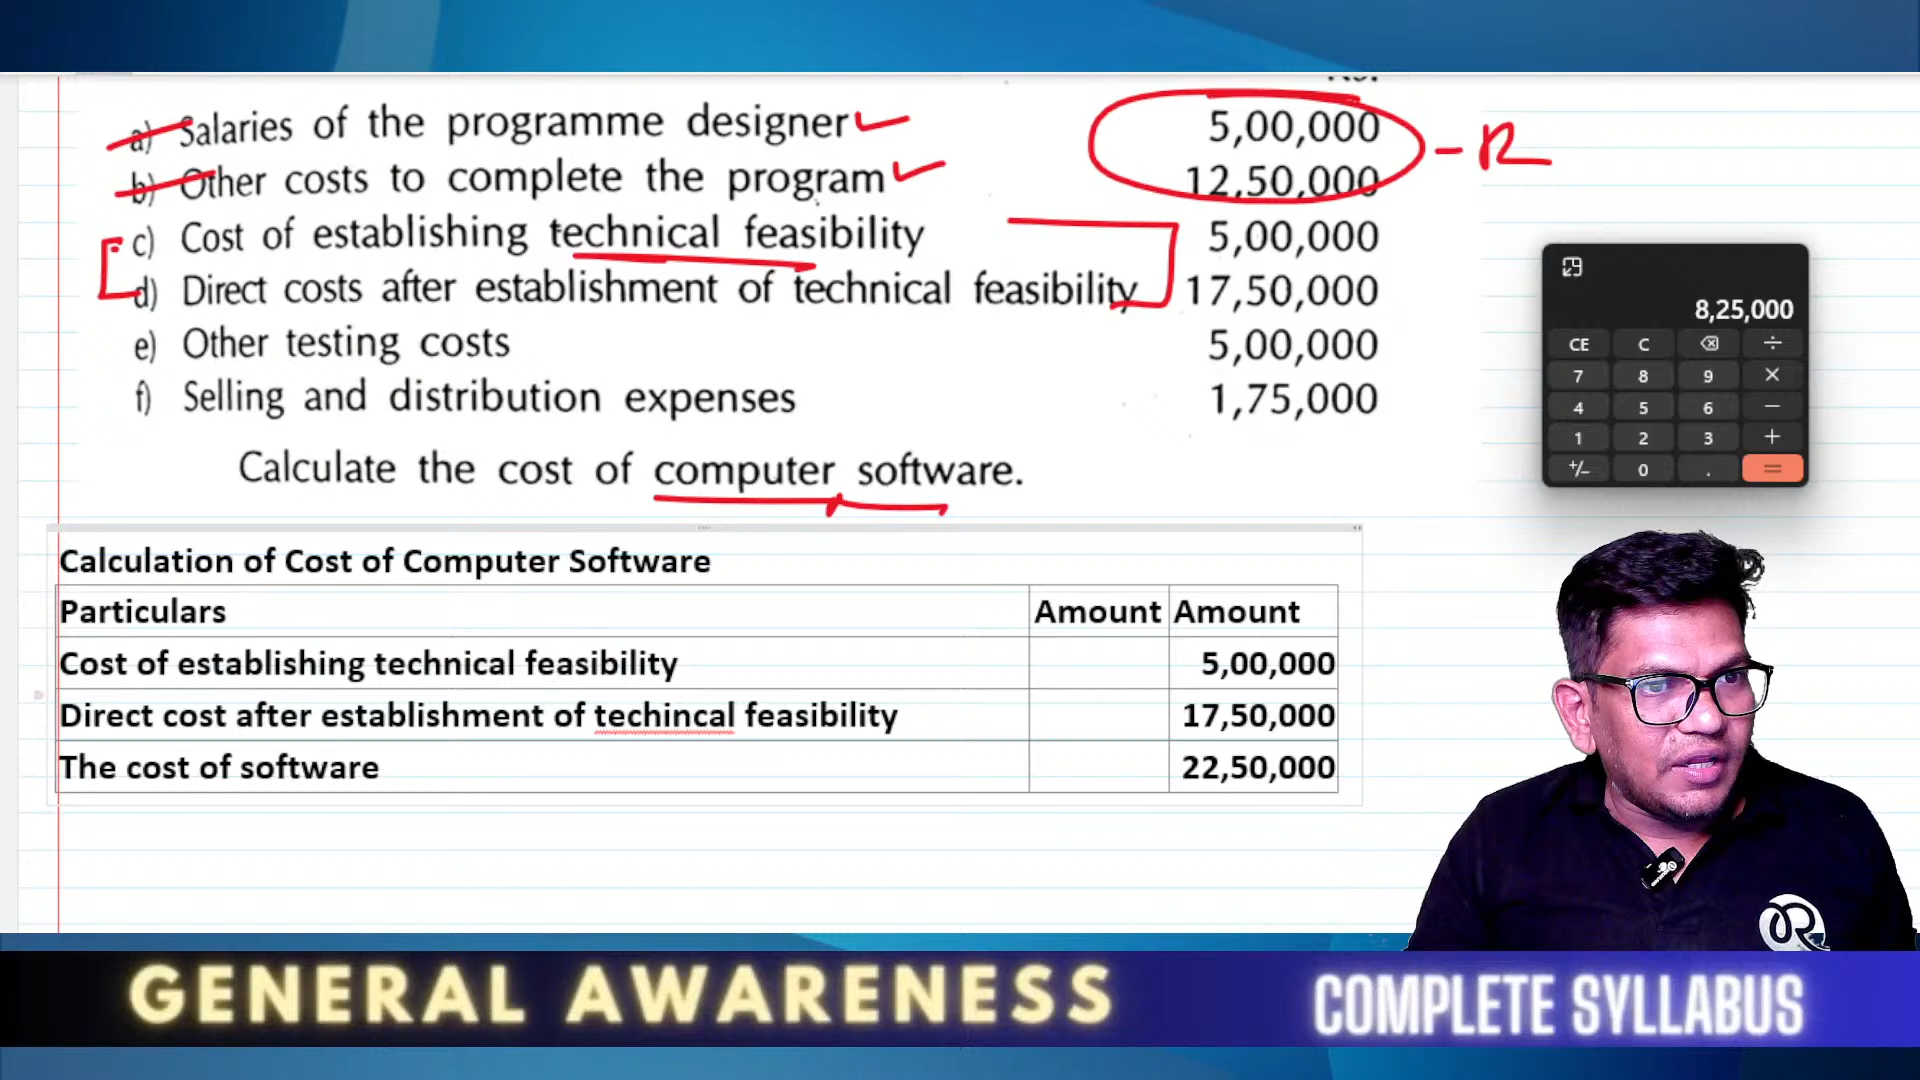 a) Salaries of the programme designer 5,00,000
b) Other costs to complete the program 12,50,000 - R
c) Cost of establishing technical feasibility 5,00,000
d) Direct costs after establishment of technical feasibility 17,50,000
e) Other testing costs 5,00,000
f) Selling and distribution expenses 1,75,000
Calculate the cost of computer software.
8,25,000
CE C ÷
7 8 9 ×
4 5 6 −
1 2 3 +
+/− 0 . =
Calculation of Cost of Computer Software
Particulars Amount Amount
Cost of establishing technical feasibility 5,00,000
Direct cost after establishment of techincal feasibility 17,50,000
The cost of software 22,50,000
GENERAL AWARENESS COMPLETE SYLLABUS